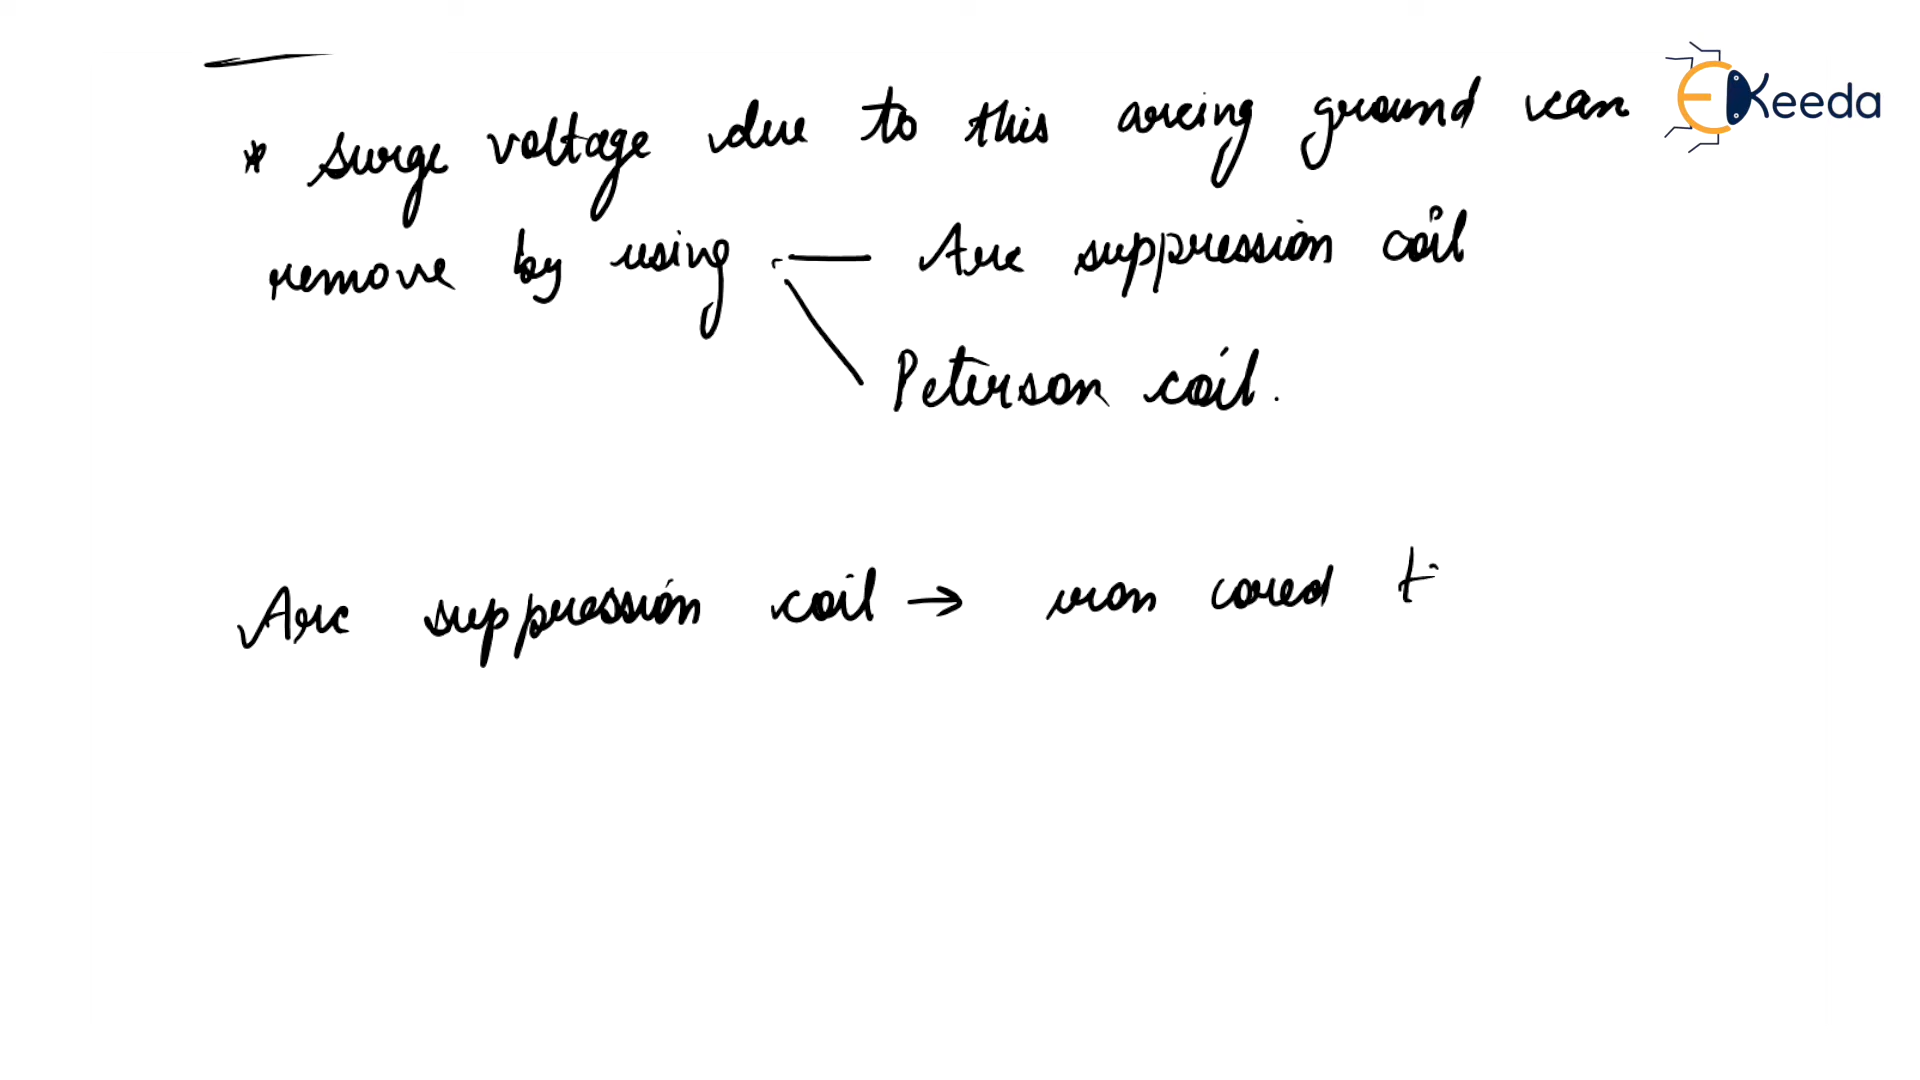 EKeeda
* surge voltage due to this arcing ground can
remove by using — Arc suppression coil
Peterson coil.
Arc suppression coil → iron cored t